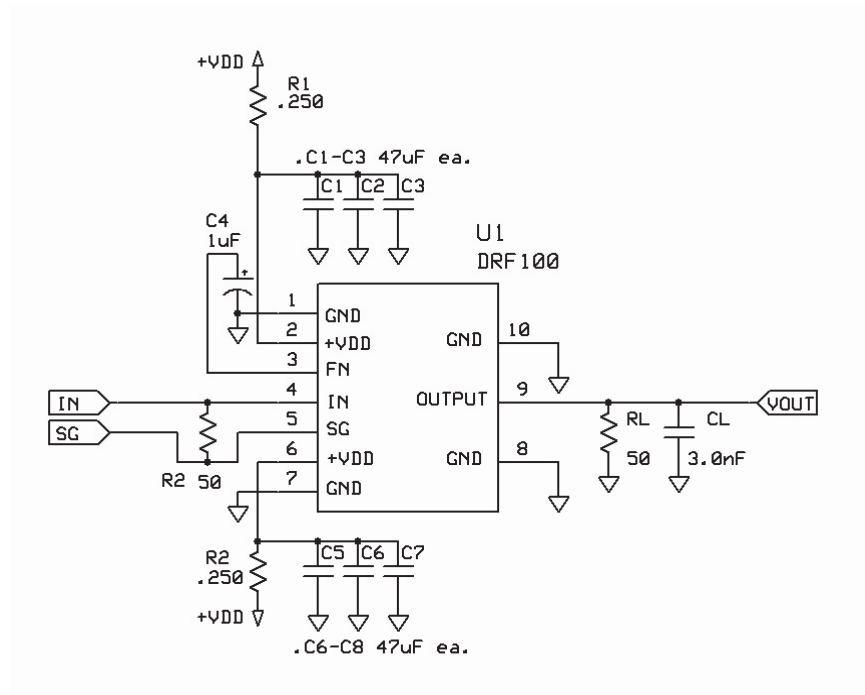 +VDD
R1
.250
.C1-C3 47uF ea.
C1 C2 C3
C4
1uF
+
U1
DRF100
1 GND
2 +VDD
3 FN
4 IN
5 SG
6 +VDD
7 GND
GND 10
OUTPUT 9
GND 8
IN
SG
R2 50
RL
50
CL
3.0nF
VOUT
R2
.250
+VDD
C5 C6 C7
.C6-C8 47uF ea.